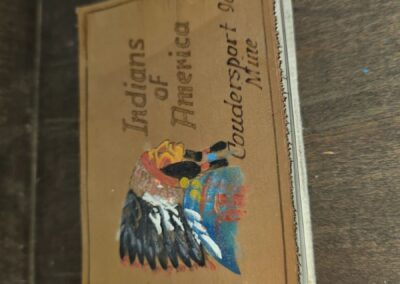 Indians
of
America
Coudersport
Mine